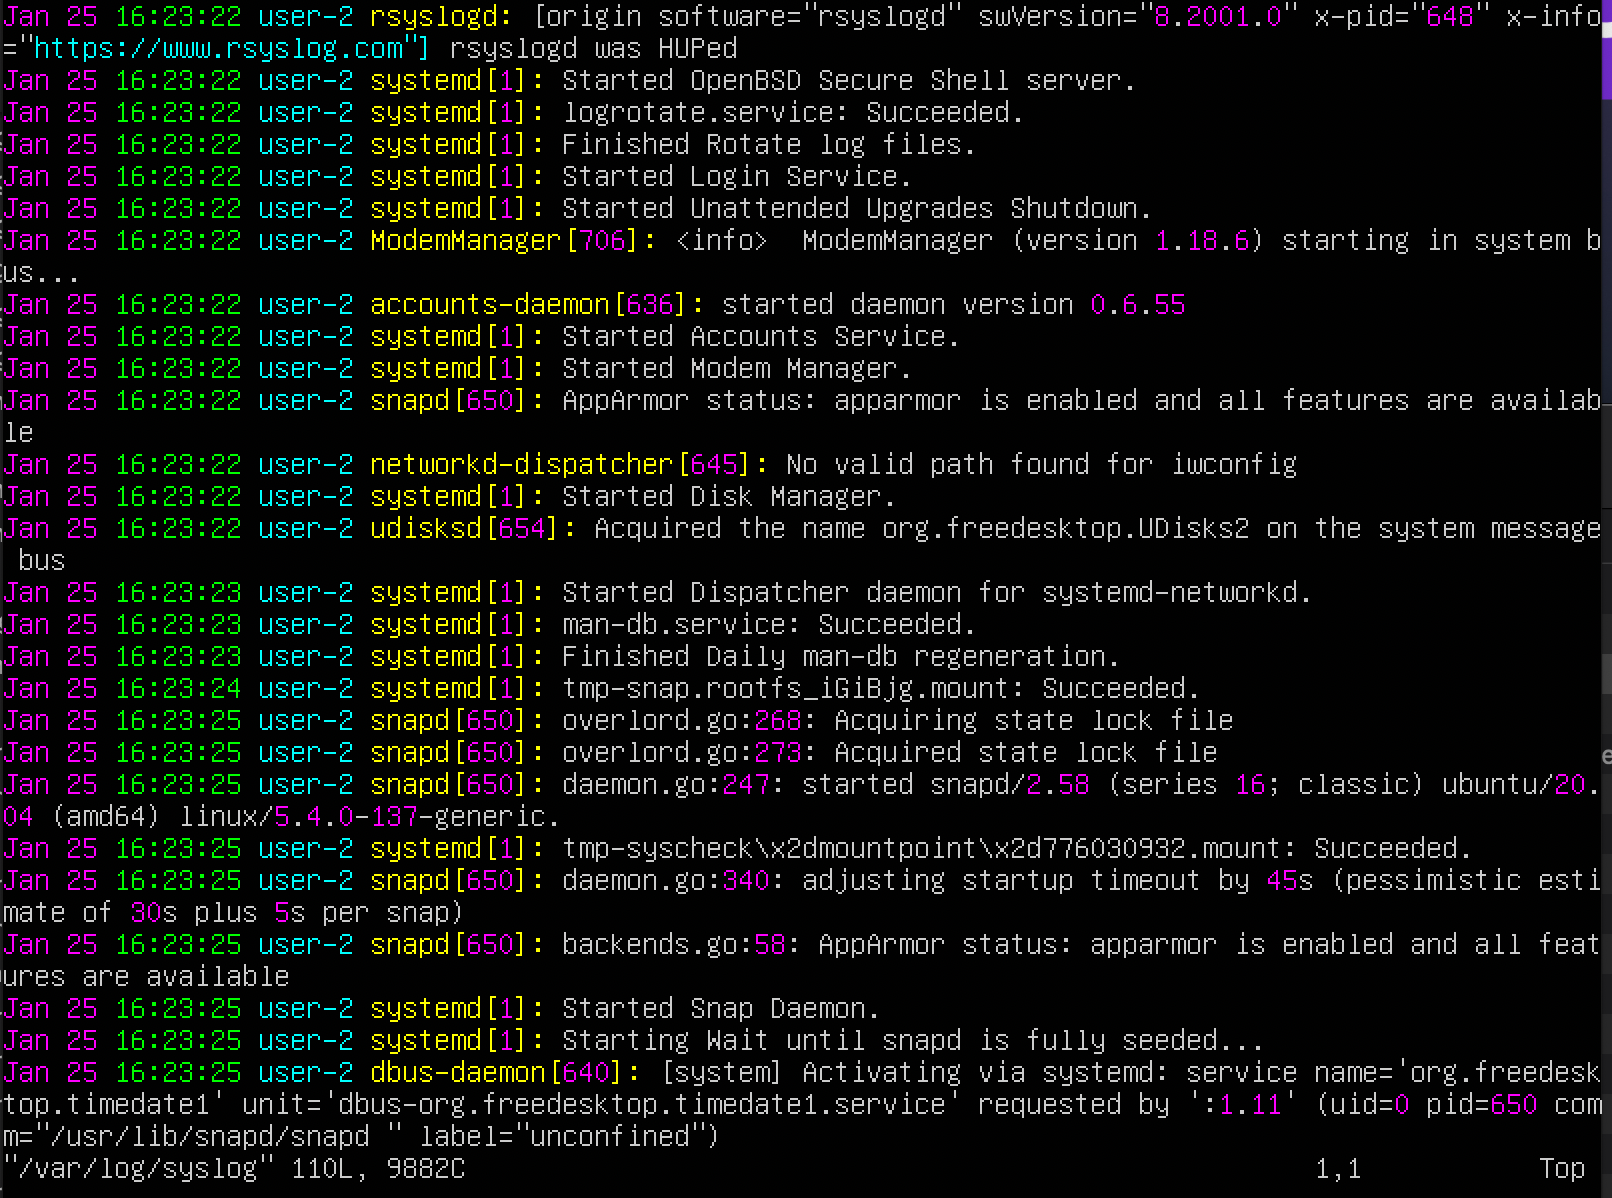 Jan 25 16:23:22 user-2 rsyslogd: [origin software="rsyslogd" swVersion="8.2001.0" x-pid="648" x-info
="https://www.rsyslog.com"] rsyslogd was HUPed
Jan 25 16:23:22 user-2 systemd[1]: Started OpenBSD Secure Shell server.
Jan 25 16:23:22 user-2 systemd[1]: logrotate.service: Succeeded.
Jan 25 16:23:22 user-2 systemd[1]: Finished Rotate log files.
Jan 25 16:23:22 user-2 systemd[1]: Started Login Service.
Jan 25 16:23:22 user-2 systemd[1]: Started Unattended Upgrades Shutdown.
Jan 25 16:23:22 user-2 ModemManager[706]: <info>  ModemManager (version 1.18.6) starting in system b
us...
Jan 25 16:23:22 user-2 accounts-daemon[636]: started daemon version 0.6.55
Jan 25 16:23:22 user-2 systemd[1]: Started Accounts Service.
Jan 25 16:23:22 user-2 systemd[1]: Started Modem Manager.
Jan 25 16:23:22 user-2 snapd[650]: AppArmor status: apparmor is enabled and all features are availab
le
Jan 25 16:23:22 user-2 networkd-dispatcher[645]: No valid path found for iwconfig
Jan 25 16:23:22 user-2 systemd[1]: Started Disk Manager.
Jan 25 16:23:22 user-2 udisksd[654]: Acquired the name org.freedesktop.UDisks2 on the system message
 bus
Jan 25 16:23:23 user-2 systemd[1]: Started Dispatcher daemon for systemd-networkd.
Jan 25 16:23:23 user-2 systemd[1]: man-db.service: Succeeded.
Jan 25 16:23:23 user-2 systemd[1]: Finished Daily man-db regeneration.
Jan 25 16:23:24 user-2 systemd[1]: tmp-snap.rootfs_iGiBjg.mount: Succeeded.
Jan 25 16:23:25 user-2 snapd[650]: overlord.go:268: Acquiring state lock file
Jan 25 16:23:25 user-2 snapd[650]: overlord.go:273: Acquired state lock file
Jan 25 16:23:25 user-2 snapd[650]: daemon.go:247: started snapd/2.58 (series 16; classic) ubuntu/20.
04 (amd64) linux/5.4.0-137-generic.
Jan 25 16:23:25 user-2 systemd[1]: tmp-syscheck\x2dmountpoint\x2d776030932.mount: Succeeded.
Jan 25 16:23:25 user-2 snapd[650]: daemon.go:340: adjusting startup timeout by 45s (pessimistic esti
mate of 30s plus 5s per snap)
Jan 25 16:23:25 user-2 snapd[650]: backends.go:58: AppArmor status: apparmor is enabled and all feat
ures are available
Jan 25 16:23:25 user-2 systemd[1]: Started Snap Daemon.
Jan 25 16:23:25 user-2 systemd[1]: Starting Wait until snapd is fully seeded...
Jan 25 16:23:25 user-2 dbus-daemon[640]: [system] Activating via systemd: service name='org.freedesk
top.timedate1' unit='dbus-org.freedesktop.timedate1.service' requested by ':1.11' (uid=0 pid=650 com
m="/usr/lib/snapd/snapd " label="unconfined")
"/var/log/syslog" 110L, 9882C 1,1 Top